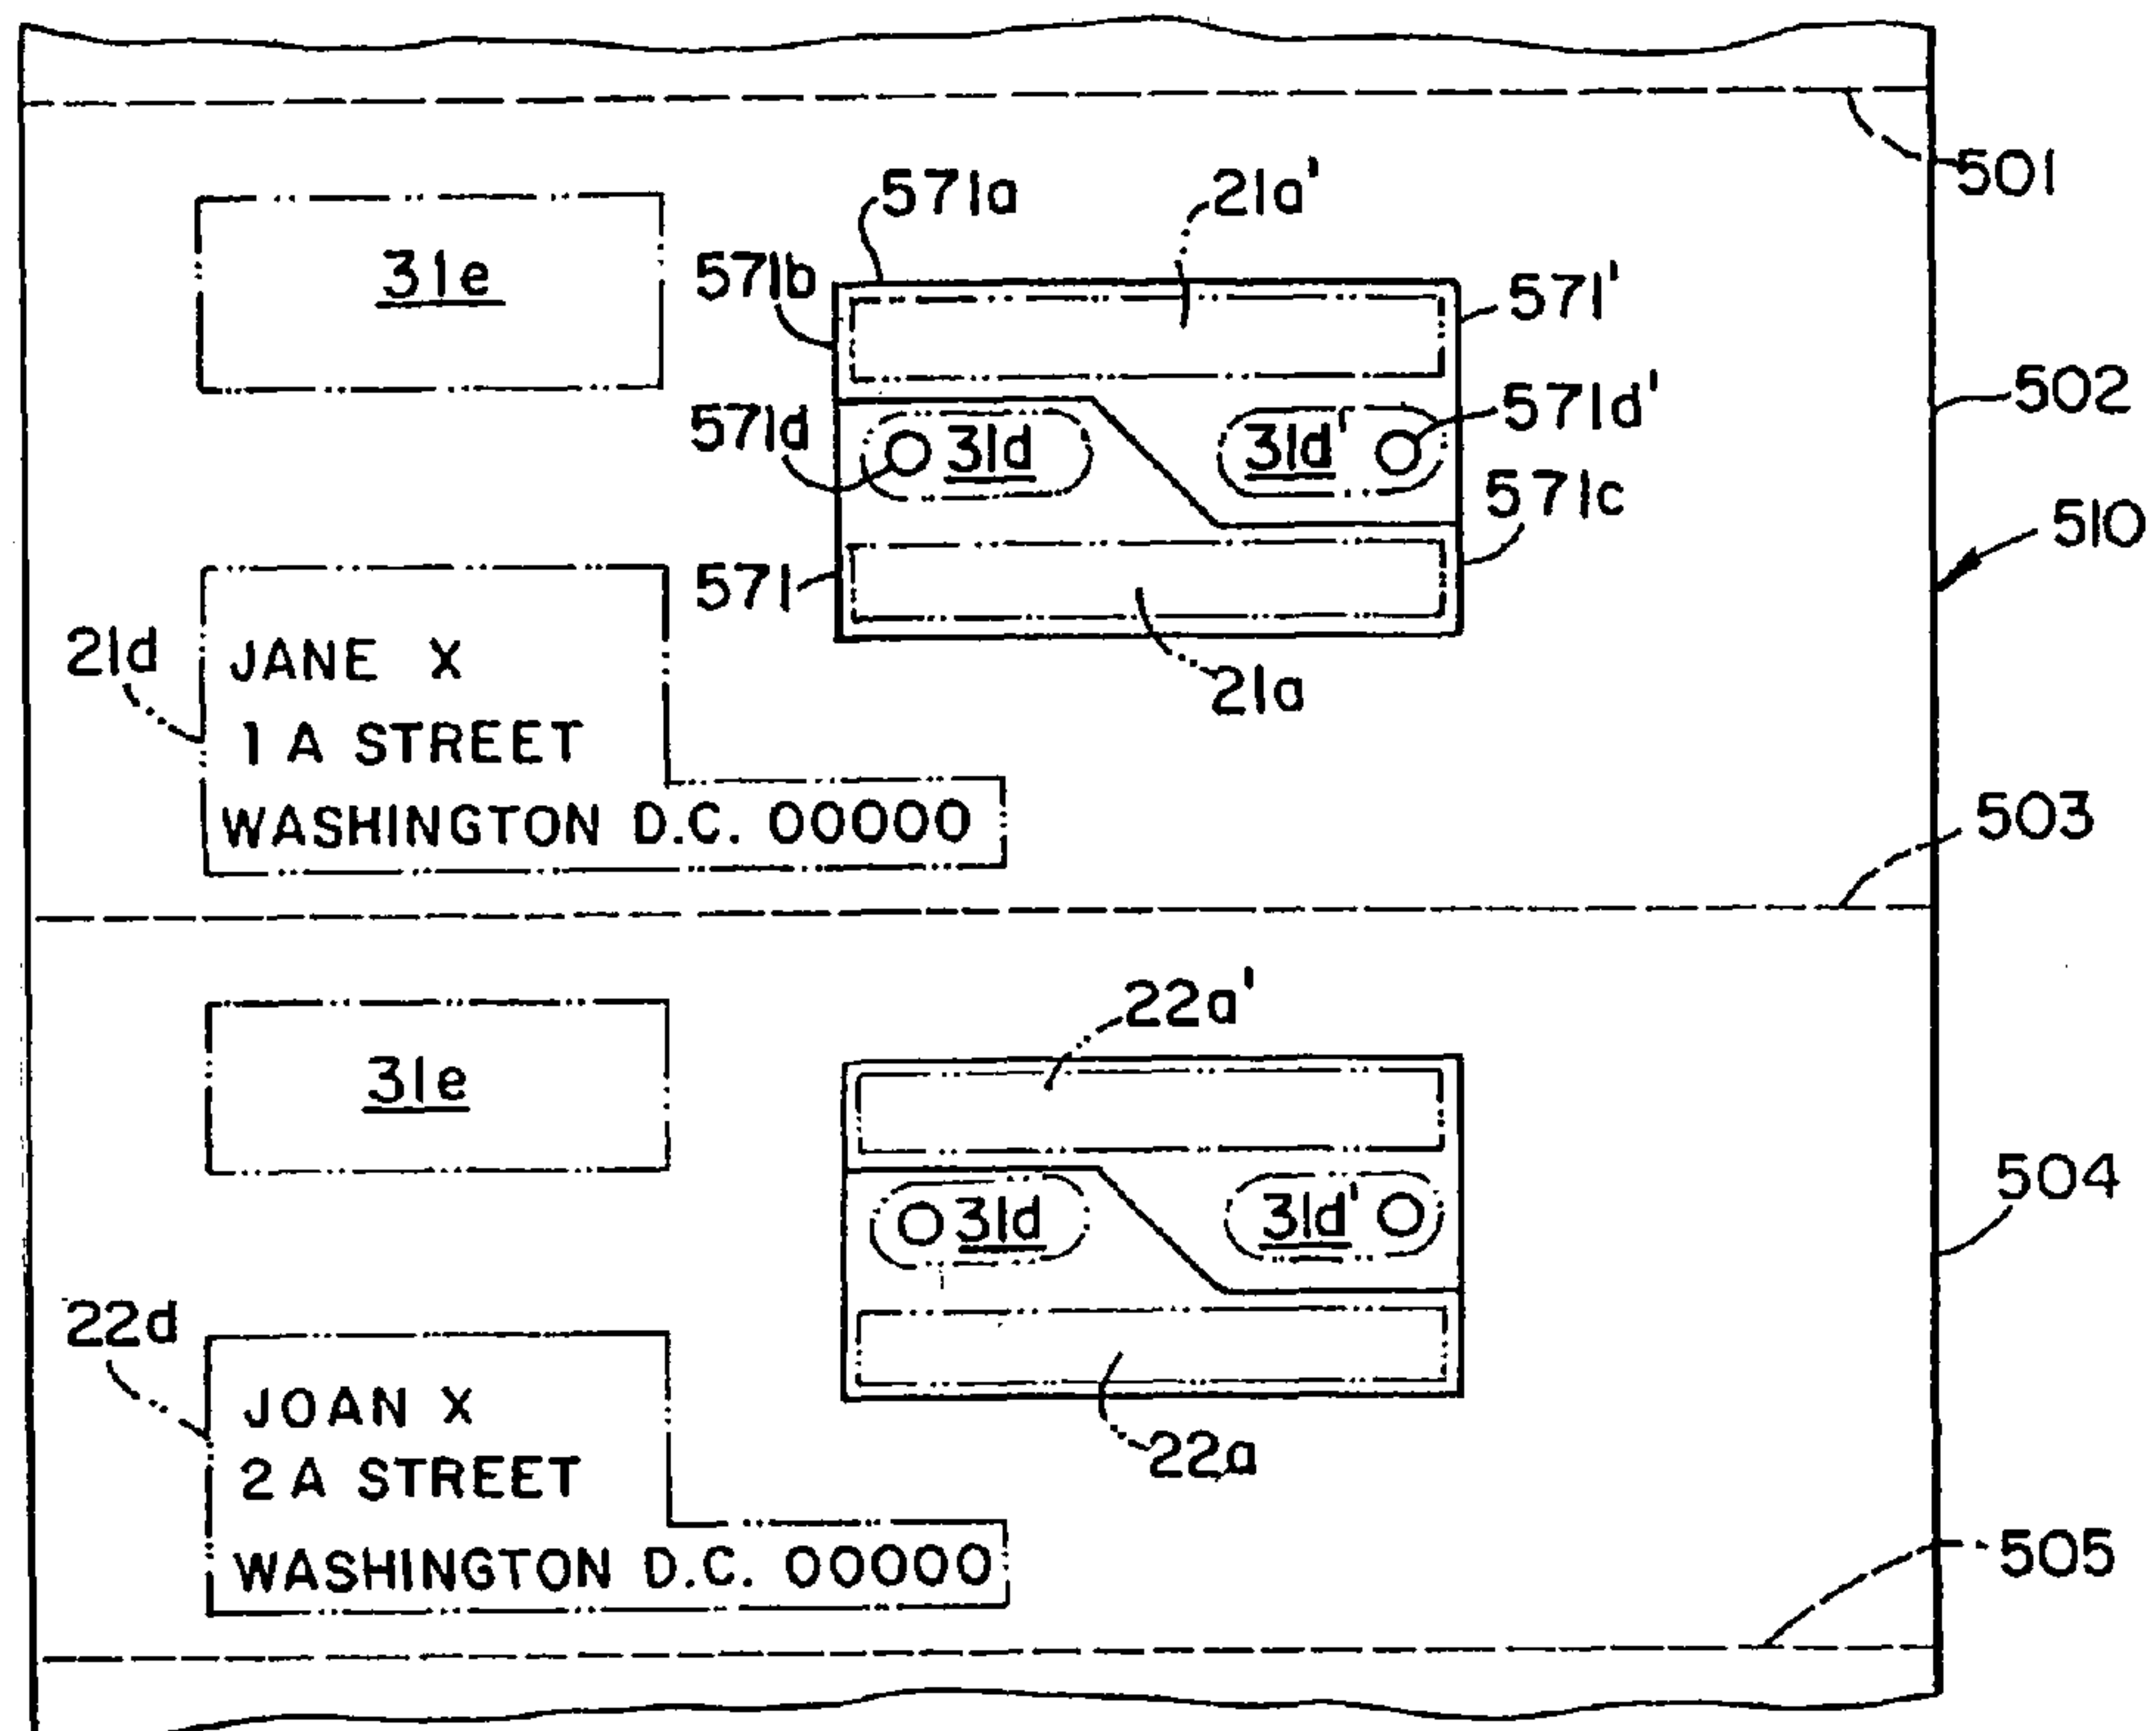 501
571a
21a'
31e
571b
571'
502
571d
31d
31d'
571d'
571c
510
571
21d
JANE X
21a
1 A STREET
WASHINGTON D.C. 00000
503
22a'
31e
31d
31d'
504
22d
JOAN X
22a
2 A STREET
WASHINGTON D.C. 00000
505